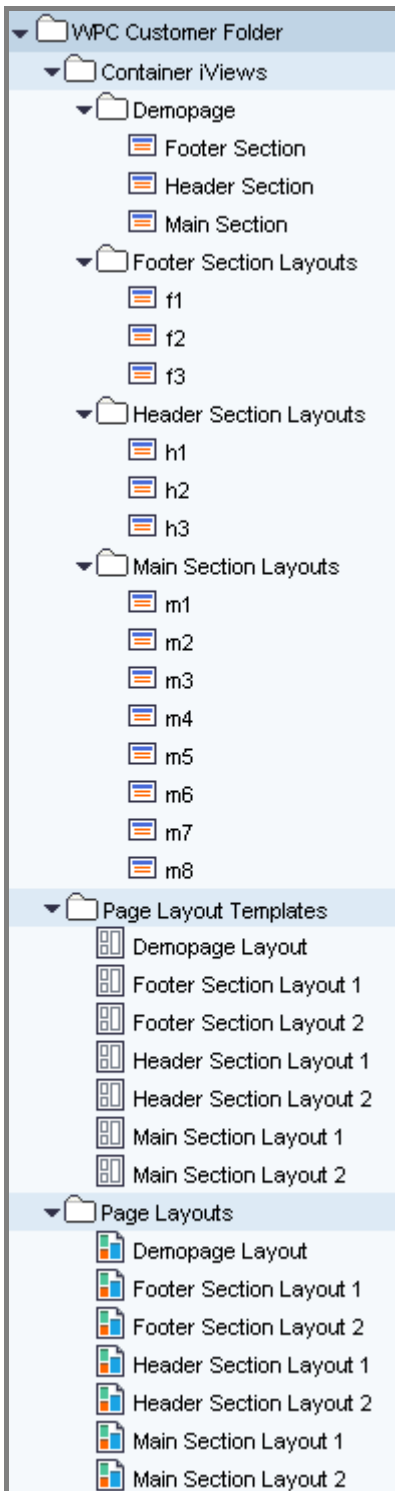 WPC Customer Folder
Container iViews
Demopage
Footer Section
Header Section
Main Section
Footer Section Layouts
f1
f2
f3
Header Section Layouts
h1
h2
h3
Main Section Layouts
m1
m2
m3
m4
m5
m6
m7
m8
Page Layout Templates
Demopage Layout
Footer Section Layout 1
Footer Section Layout 2
Header Section Layout 1
Header Section Layout 2
Main Section Layout 1
Main Section Layout 2
Page Layouts
Demopage Layout
Footer Section Layout 1
Footer Section Layout 2
Header Section Layout 1
Header Section Layout 2
Main Section Layout 1
Main Section Layout 2